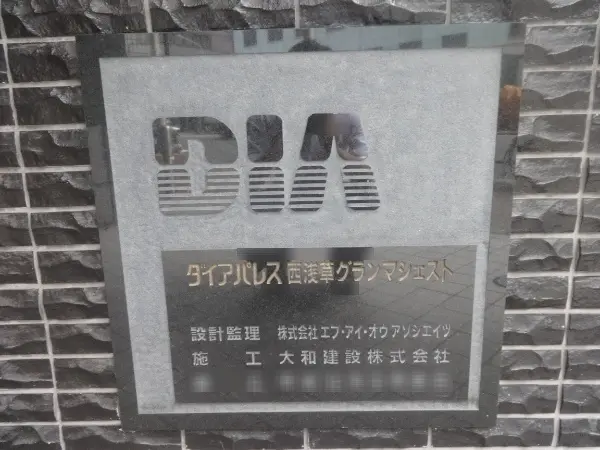 DIA
ダイアパレス西浅草グランマジェスト
設計監理 株式会社エフ・アイ・オウアソシエイツ
施工 大和建設株式会社